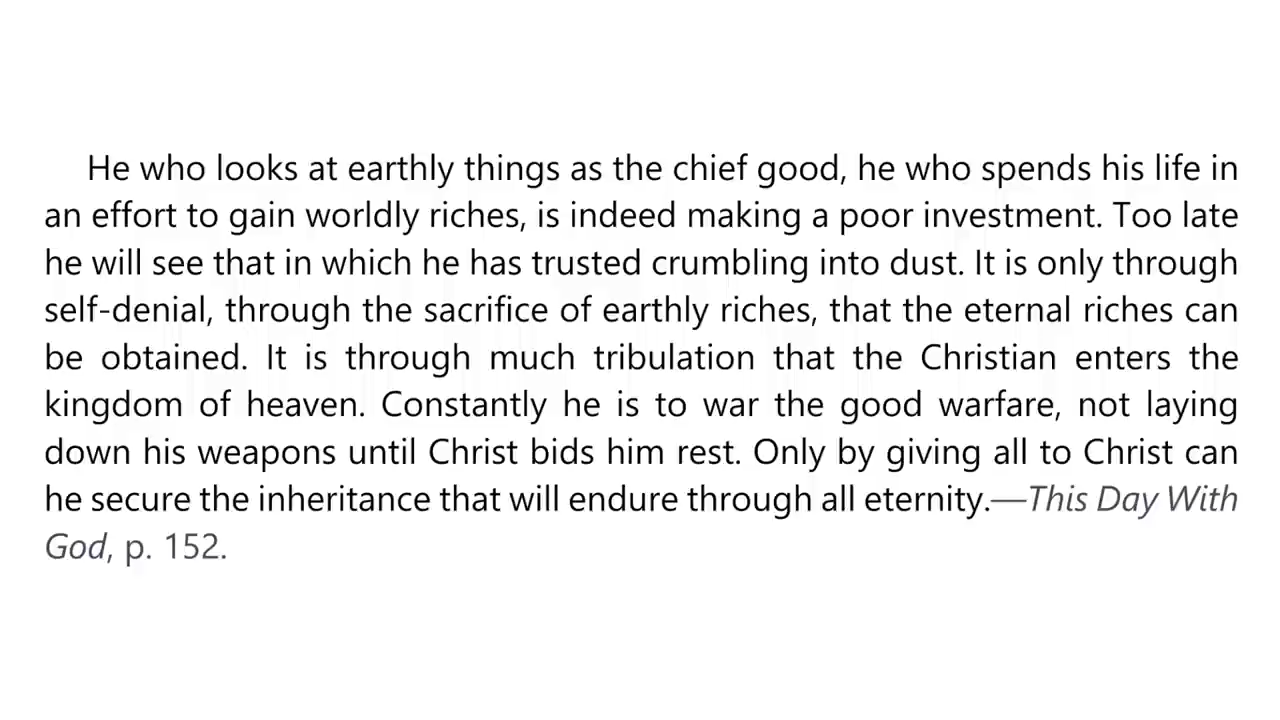 He who looks at earthly things as the chief good, he who spends his life in
an effort to gain worldly riches, is indeed making a poor investment. Too late
he will see that in which he has trusted crumbling into dust. It is only through
self-denial, through the sacrifice of earthly riches, that the eternal riches can
be obtained. It is through much tribulation that the Christian enters the
kingdom of heaven. Constantly he is to war the good warfare, not laying
down his weapons until Christ bids him rest. Only by giving all to Christ can
he secure the inheritance that will endure through all eternity.—This Day With
God, p. 152.